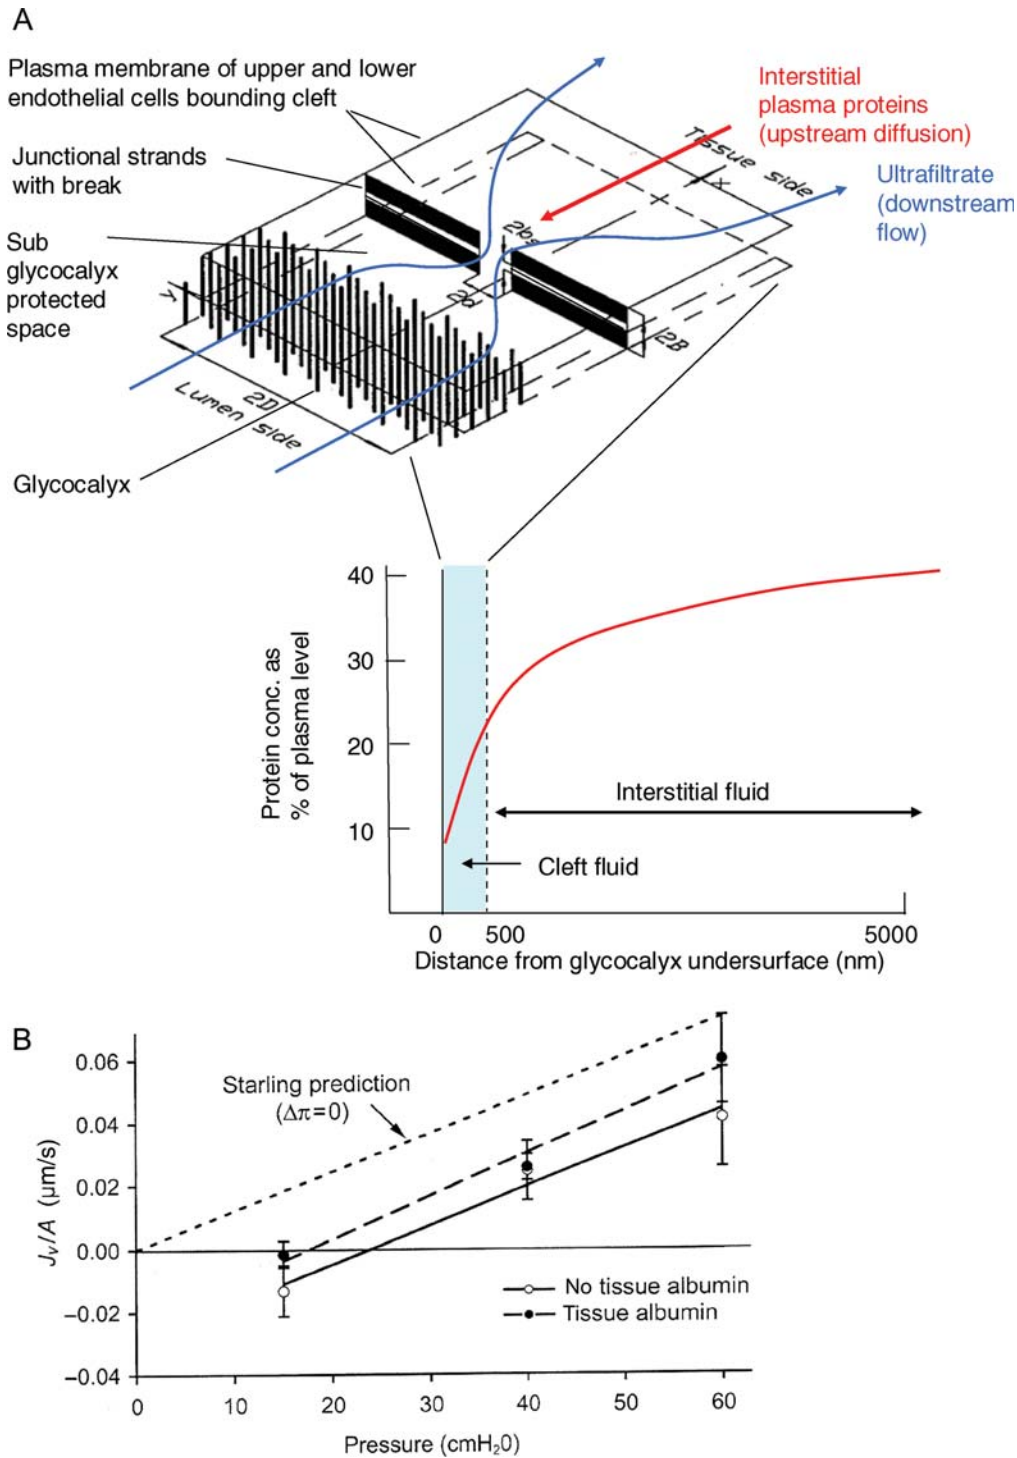 A
Plasma membrane of upper and lower
endothelial cells bounding cleft
Interstitial
plasma proteins
(upstream diffusion)
Junctional strands
with break
Tissue side
x
Ultrafiltrate
(downstream
flow)
Sub
glycocalyx
protected
space
2bs
2d
y
2B
2D
Lumen side
Glycocalyx
40
30
20
10
Protein conc. as
% of plasma level
Interstitial fluid
Cleft fluid
0
500
5000
Distance from glycocalyx undersurface (nm)
B
0.06
0.04
0.02
0.00
−0.02
−0.04
Jv/A (μm/s)
Starling prediction
(Δπ=0)
No tissue albumin
Tissue albumin
0 10 20 30 40 50 60
Pressure (cmH₂0)